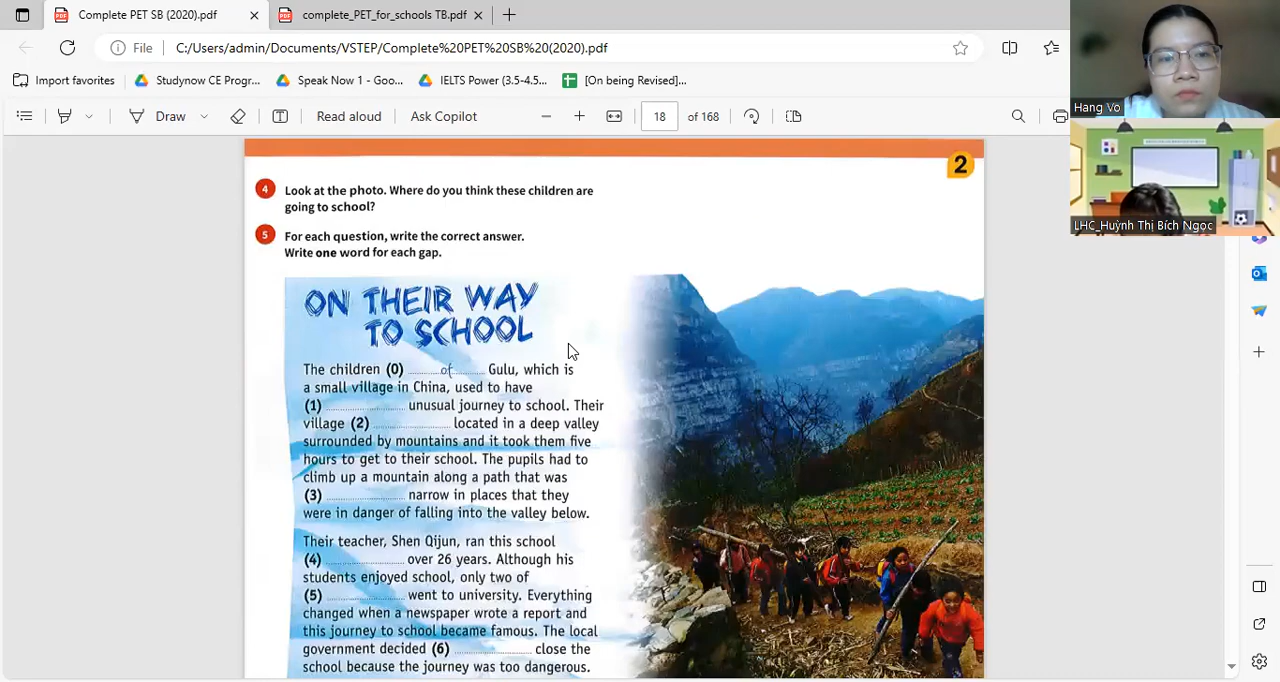 Complete PET SB (2020).pdf
complete_PET_for_schools TB.pdf
File
C:/Users/admin/Documents/VSTEP/Complete%20PET%20SB%20(2020).pdf
Import favorites
Studynow CE Progr...
Speak Now 1 - Goo...
IELTS Power (3.5-4.5...
[On being Revised]...
Draw
Read aloud
Ask Copilot
18
of 168
Hang Vo
LHC_Huỳnh Thị Bích Ngọc
2
4 Look at the photo. Where do you think these children are
going to school?
5 For each question, write the correct answer.
Write one word for each gap.
ON THEIR WAY
TO SCHOOL
The children (0) ............ of ............ Gulu, which is
a small village in China, used to have
(1) ........................ unusual journey to school. Their
village (2) ........................ located in a deep valley
surrounded by mountains and it took them five
hours to get to their school. The pupils had to
climb up a mountain along a path that was
(3) ........................ narrow in places that they
were in danger of falling into the valley below.
Their teacher, Shen Qijun, ran this school
(4) ........................ over 26 years. Although his
students enjoyed school, only two of
(5) ........................ went to university. Everything
changed when a newspaper wrote a report and
this journey to school became famous. The local
government decided (6) ........................ close the
school because the journey was too dangerous.